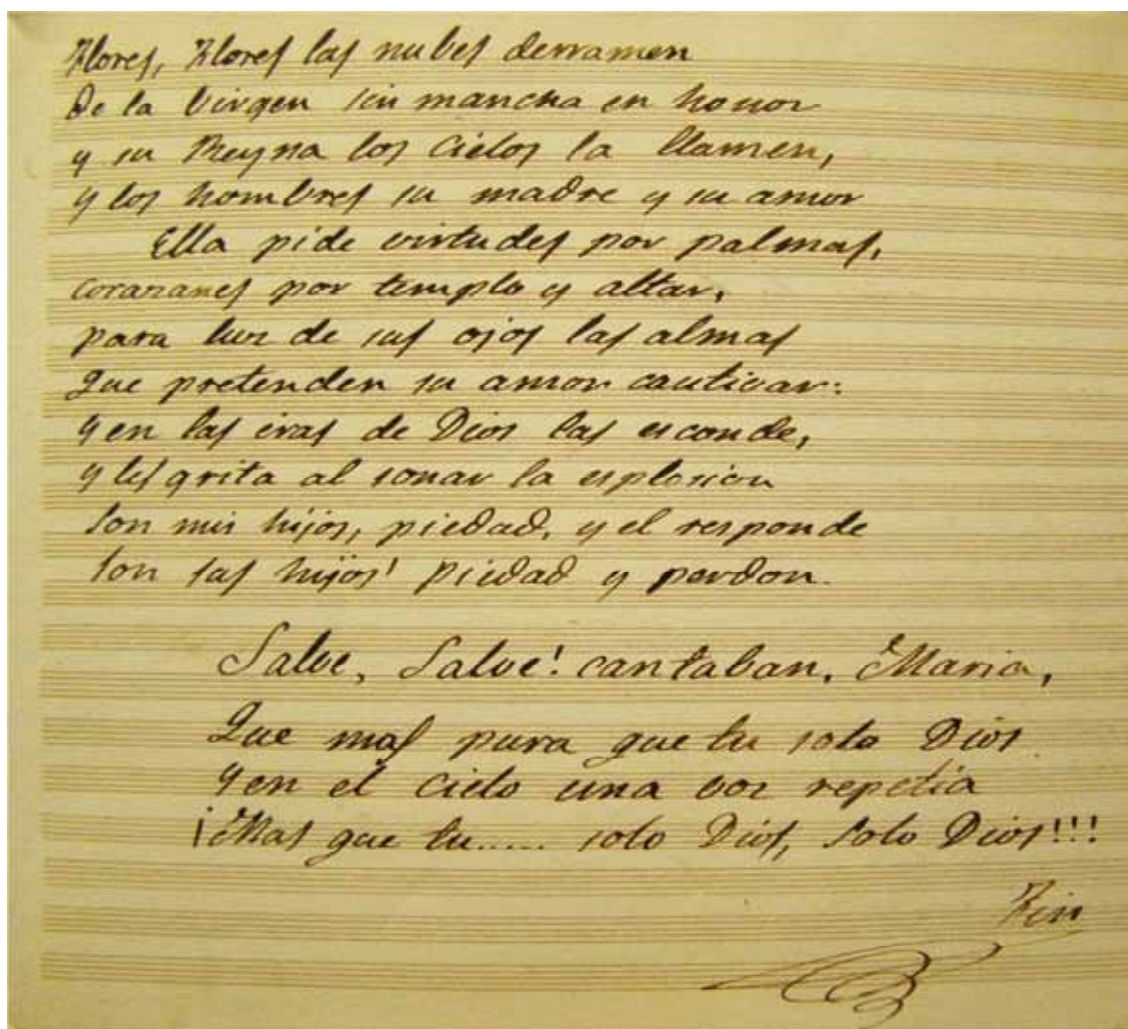 Flores, Flores las nubes derramen
De la Virgen sin mancha en honor
y su Reyna los Cielos la llamen,
y los hombres su madre y su amor
Ella pide virtudes por palmas,
corazanes por templo y altar,
para luz de sus ojos las almas
Que pretenden su amor cautivar:
y en las iras de Dios las esconde,
y les grita al sonar la esplosion
son mis hijos, piedad, y el responde
son sus hijos! piedad y perdon.
Salve, Salve! cantaban, Maria,
Que mas pura que tu solo Dios
y en el Cielo una voz repetia
¡Mas que tu..... solo Dios, Solo Dios!!!
Fin